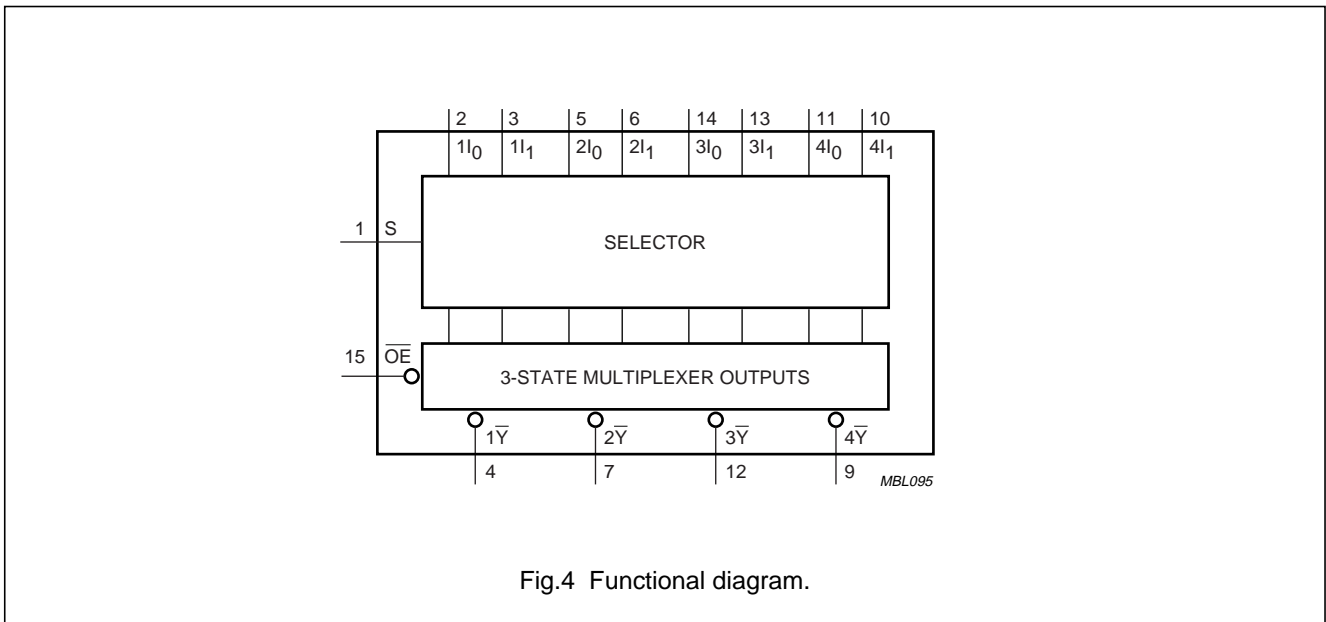 2 3 5 6 14 13 11 10
1I₀ 1I₁ 2I₀ 2I₁ 3I₀ 3I₁ 4I₀ 4I₁
1 S
SELECTOR
15 O̅E̅
3-STATE MULTIPLEXER OUTPUTS
1Y̅ 2Y̅ 3Y̅ 4Y̅
4 7 12 9
MBL095
Fig.4 Functional diagram.